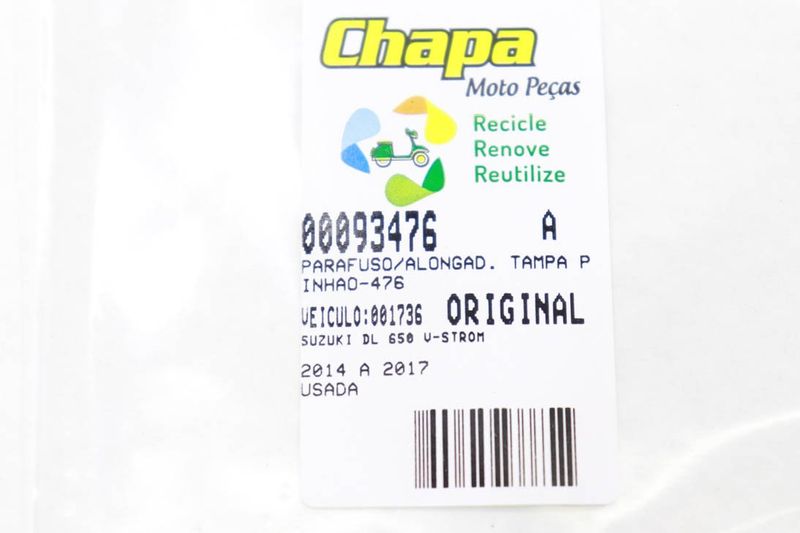 Chapa
Moto Peças
Recicle
Renove
Reutilize
00093476 A
PARAFUSO/ALONGAD. TAMPA P
INHAO-476
VEICULO:001736 ORIGINAL
SUZUKI DL 650 V-STROM
2014 A 2017
USADA